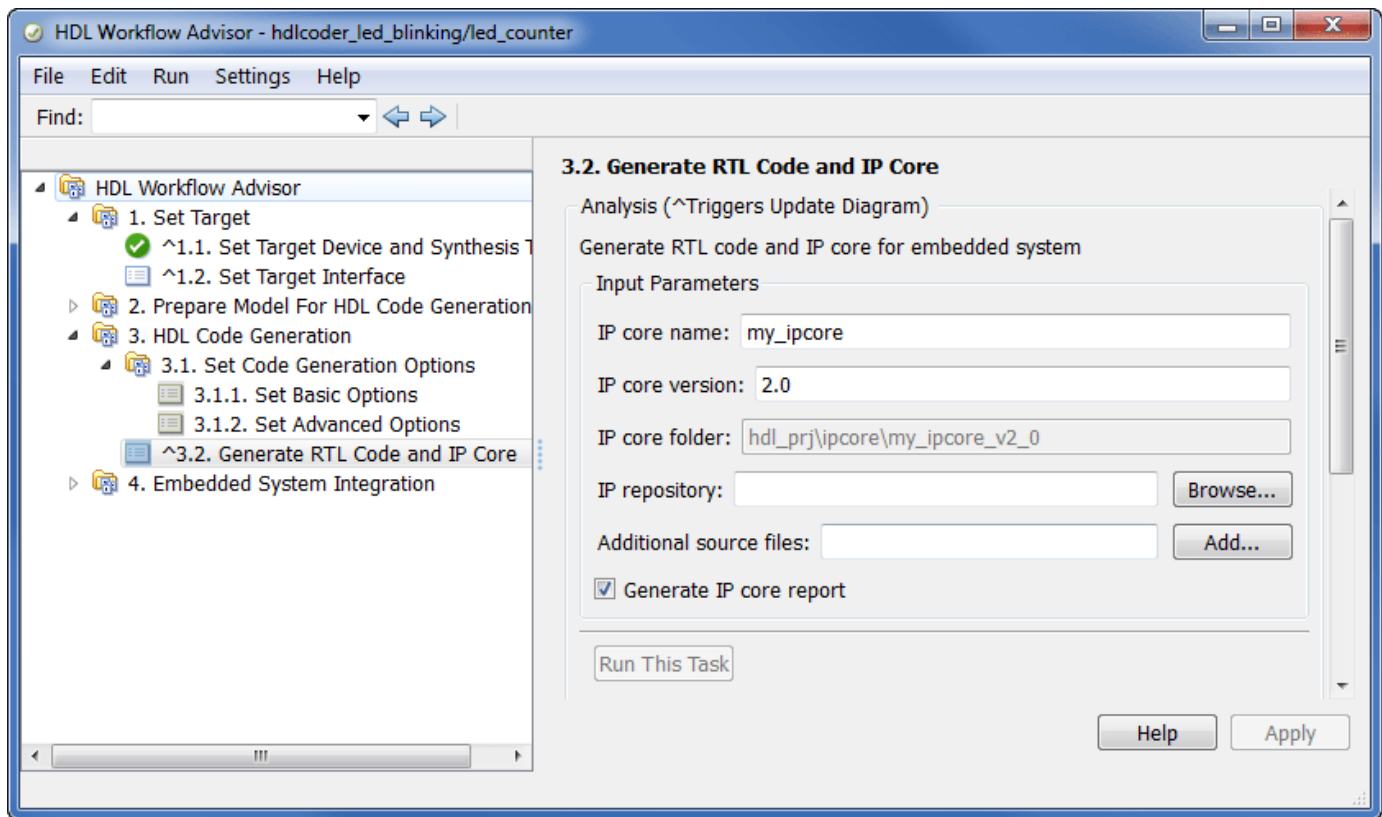 HDL Workflow Advisor - hdlcoder_led_blinking/led_counter
File Edit Run Settings Help
Find:
HDL Workflow Advisor
1. Set Target
^1.1. Set Target Device and Synthesis T
^1.2. Set Target Interface
2. Prepare Model For HDL Code Generation
3. HDL Code Generation
3.1. Set Code Generation Options
3.1.1. Set Basic Options
3.1.2. Set Advanced Options
^3.2. Generate RTL Code and IP Core
4. Embedded System Integration
3.2. Generate RTL Code and IP Core
Analysis (^Triggers Update Diagram)
Generate RTL code and IP core for embedded system
Input Parameters
IP core name: my_ipcore
IP core version: 2.0
IP core folder: hdl_prj\ipcore\my_ipcore_v2_0
IP repository: Browse...
Additional source files: Add...
Generate IP core report
Run This Task
Help Apply